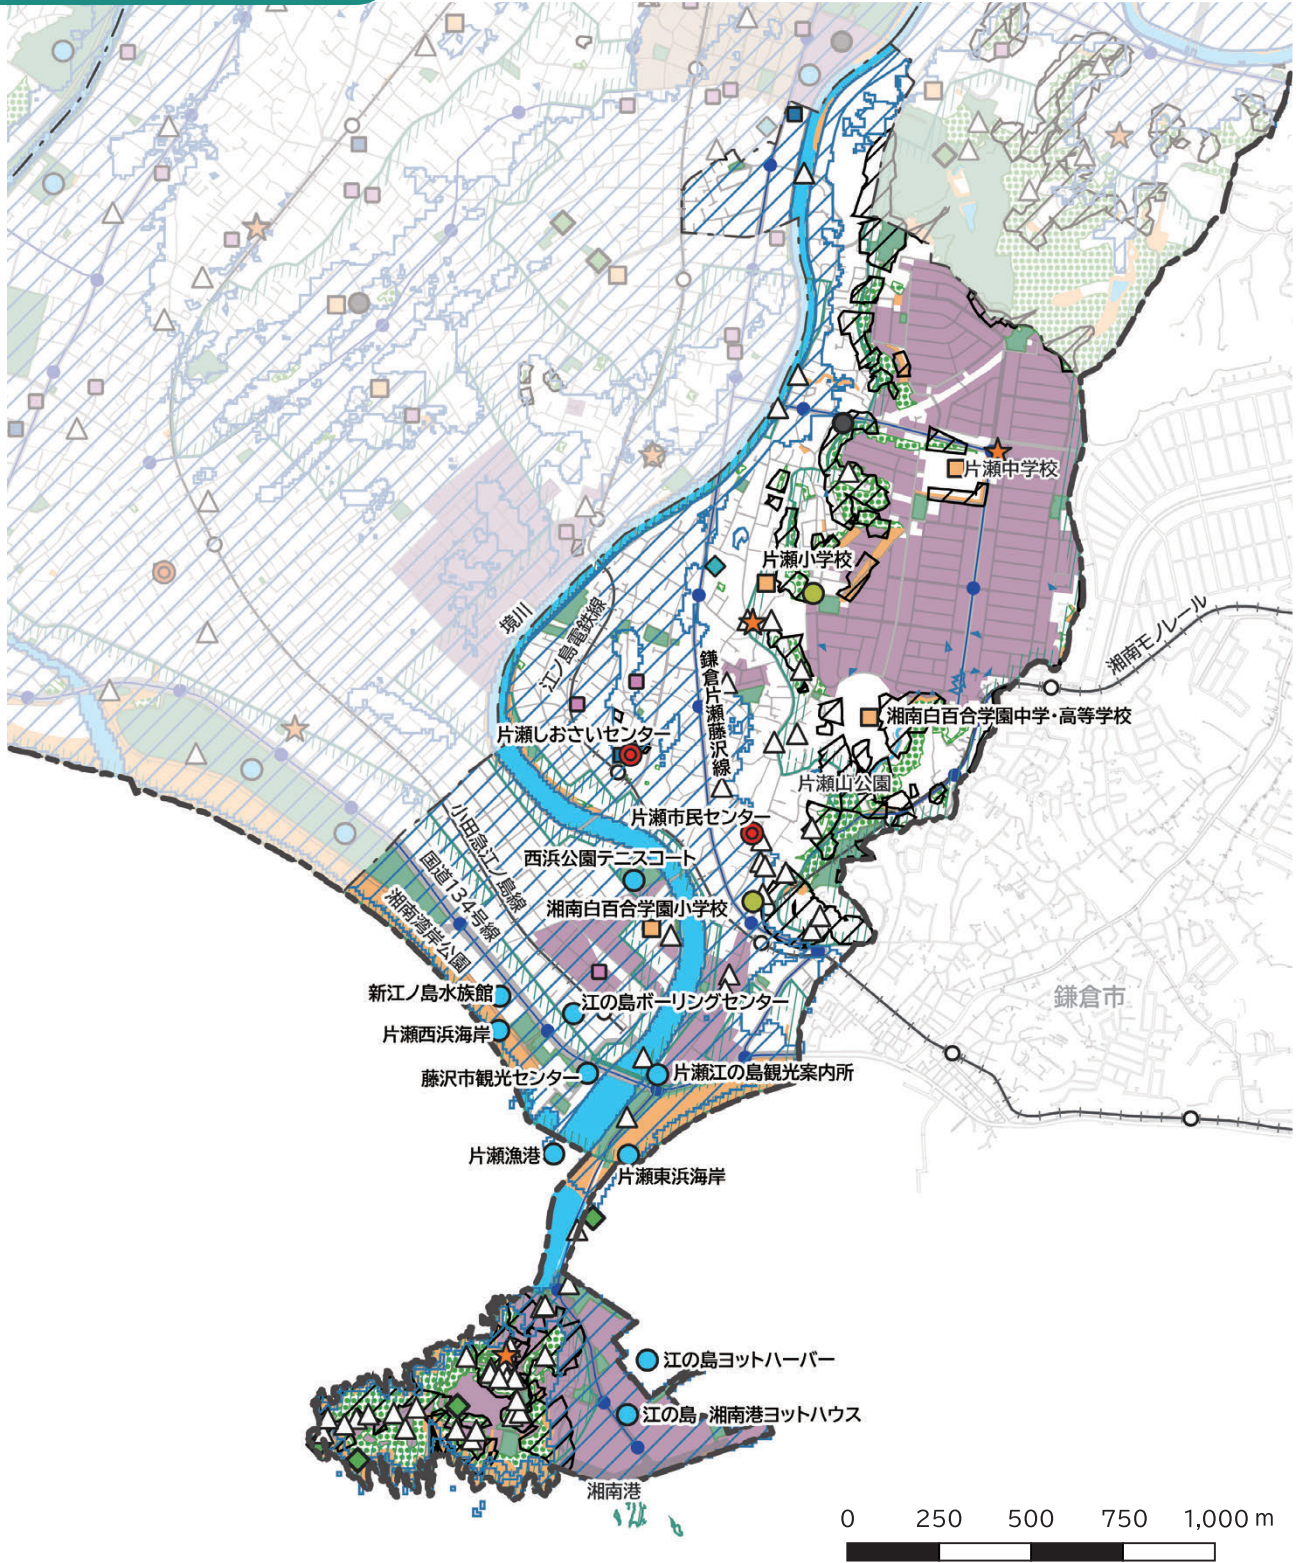 片瀬中学校
片瀬小学校
境川
江ノ島電鉄線
鎌倉片瀬藤沢線
湘南モノレール
湘南白百合学園中学・高等学校
片瀬しおさいセンター
片瀬山公園
片瀬市民センター
小田急江ノ島線
西浜公園テニスコート
国道134号線
湘南白百合学園小学校
湘南湾岸公園
新江ノ島水族館
江の島ボーリングセンター
鎌倉市
片瀬西浜海岸
藤沢市観光センター
片瀬江の島観光案内所
片瀬漁港
片瀬東浜海岸
江の島ヨットハーバー
江の島・湘南港ヨットハウス
湘南港
0 250 500 750 1,000 m